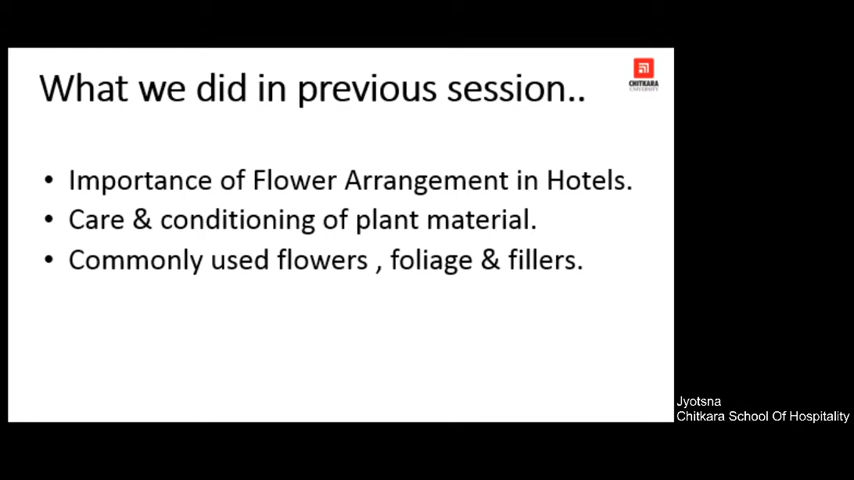 What we did in previous session..
CHITKARA
UNIVERSITY
• Importance of Flower Arrangement in Hotels.
• Care & conditioning of plant material.
• Commonly used flowers , foliage & fillers.
Jyotsna
Chitkara School Of Hospitality